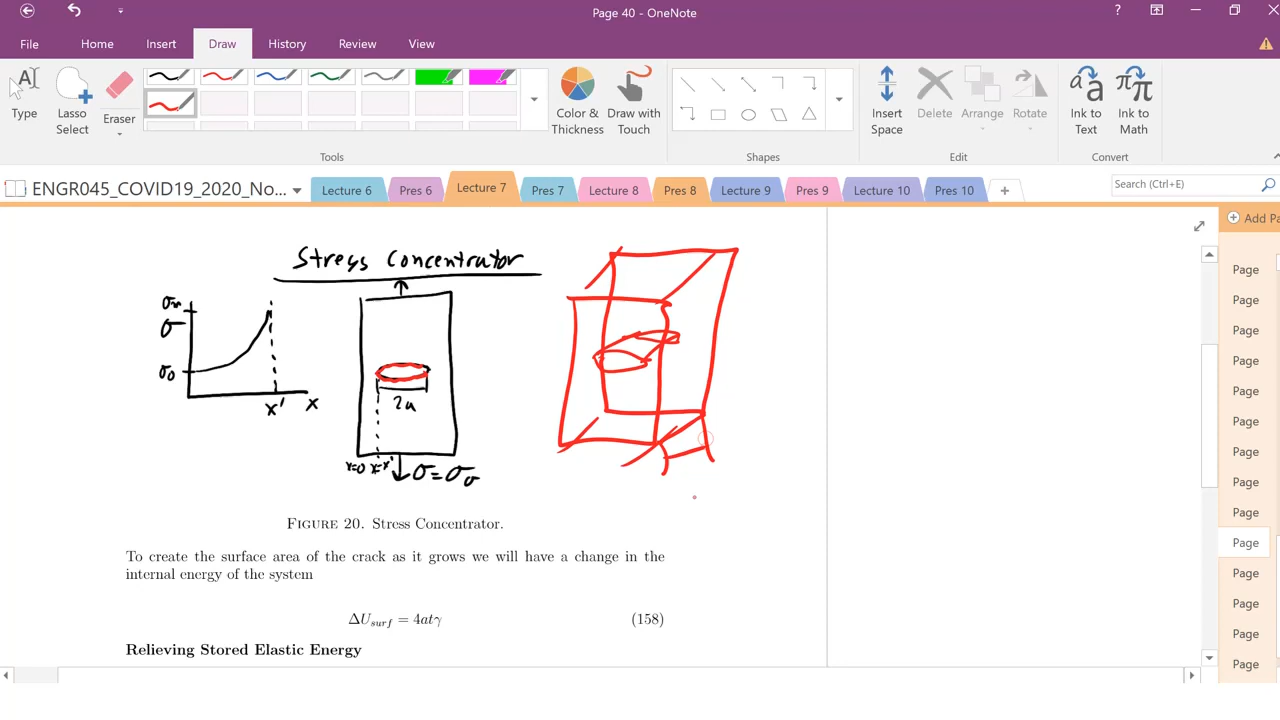 Page 40 - OneNote
?
File Home Insert Draw History Review View
Type
Lasso Select
Eraser
Color & Thickness
Draw with Touch
Insert Space
Delete
Arrange
Rotate
Ink to Text
Ink to Math
Tools
Shapes
Edit
Convert
ENGR045_COVID19_2020_No...
Lecture 6 Pres 6 Lecture 7 Pres 7 Lecture 8 Pres 8 Lecture 9 Pres 9 Lecture 10 Pres 10 +
Search (Ctrl+E)
Add Pa
Page
Page
Page
Page
Page
Page
Page
Page
Page
Page
Page
Page
Page
Page
Stress Concentrator
σm
σ
σ0
x'
x
2a
x=0 x=x'
σ=σ0
Figure 20. Stress Concentrator.
To create the surface area of the crack as it grows we will have a change in the
internal energy of the system
ΔUsurf = 4atγ (158)
Relieving Stored Elastic Energy